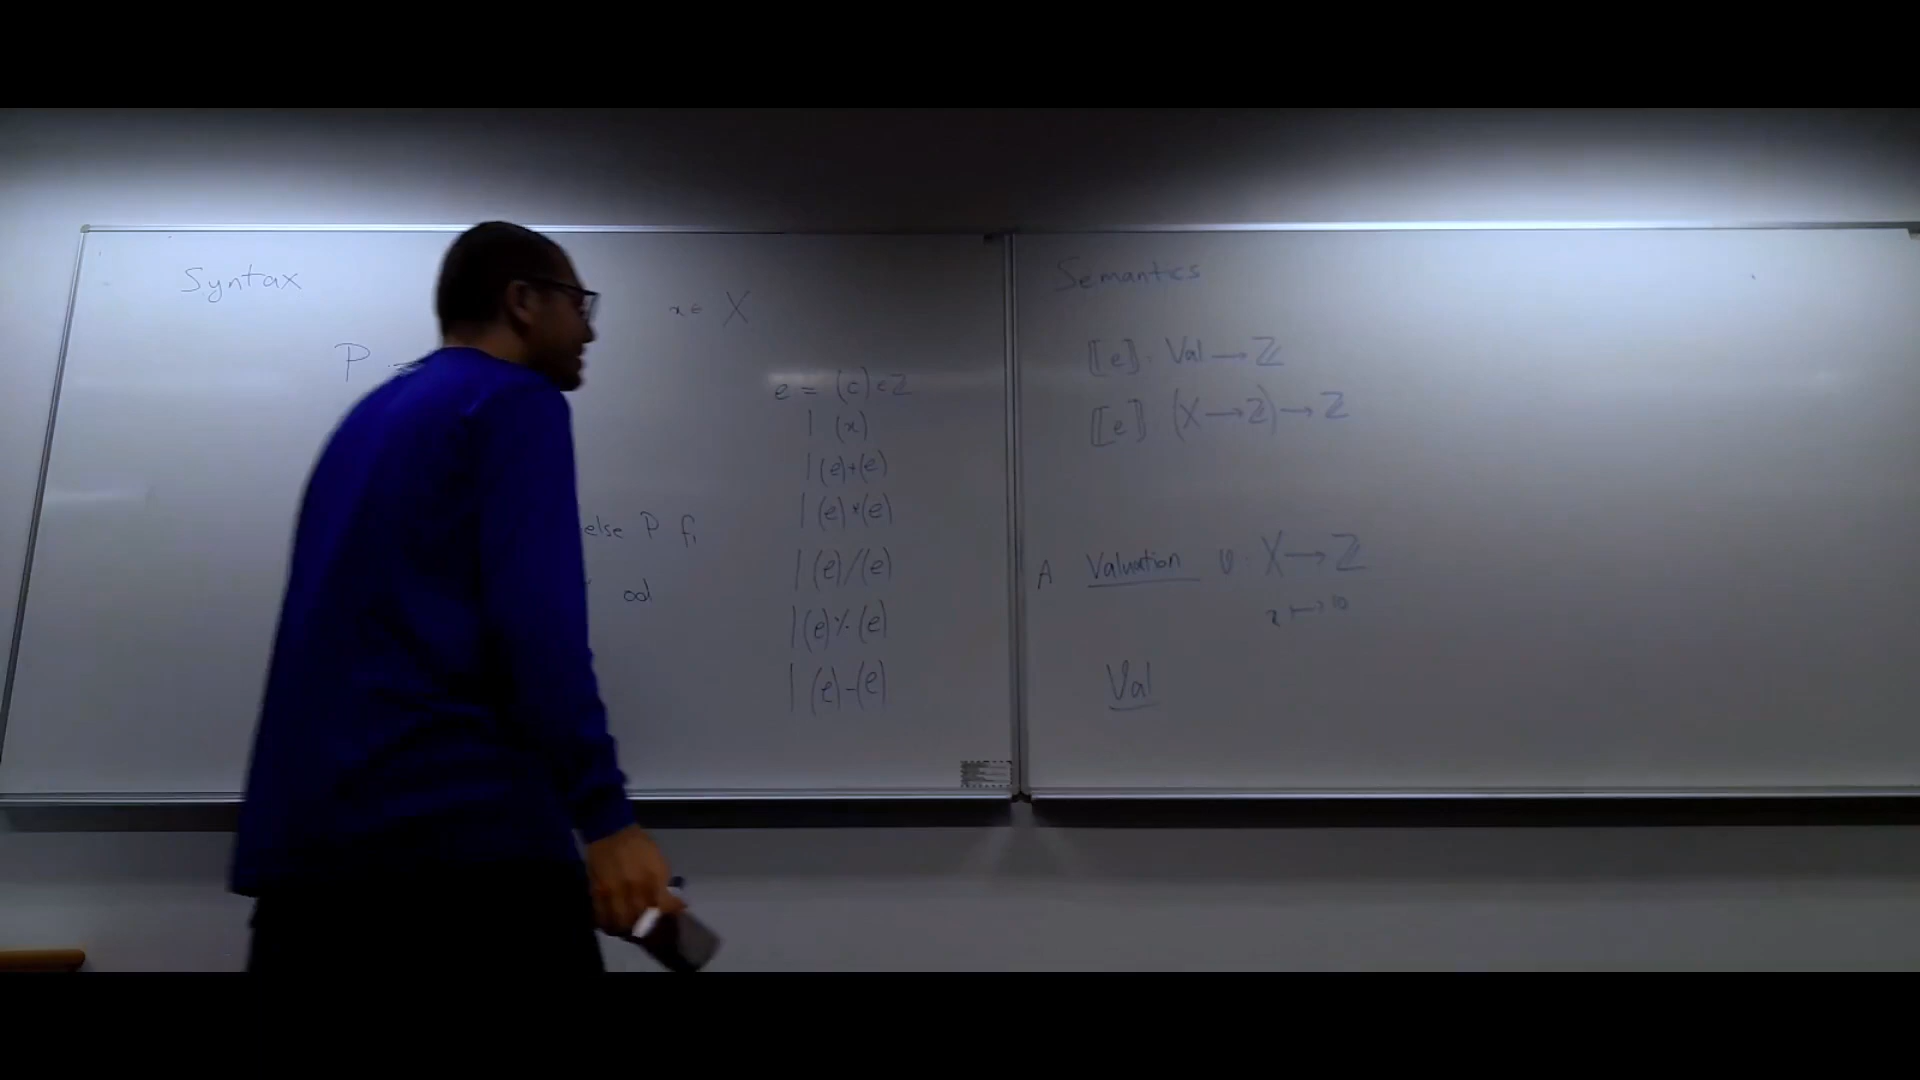 Syntax
x ∈ X
P
e = (c) ∈ ℤ
| (x)
| (e)+(e)
| (e)*(e)
else P fi
| (e)/(e)
od
| (e)%(e)
| (e)-(e)
Semantics
⟦e⟧: Val → ℤ
⟦e⟧ (X → ℤ) → ℤ
A Valuation v: X → ℤ
x ↦ 10
Val